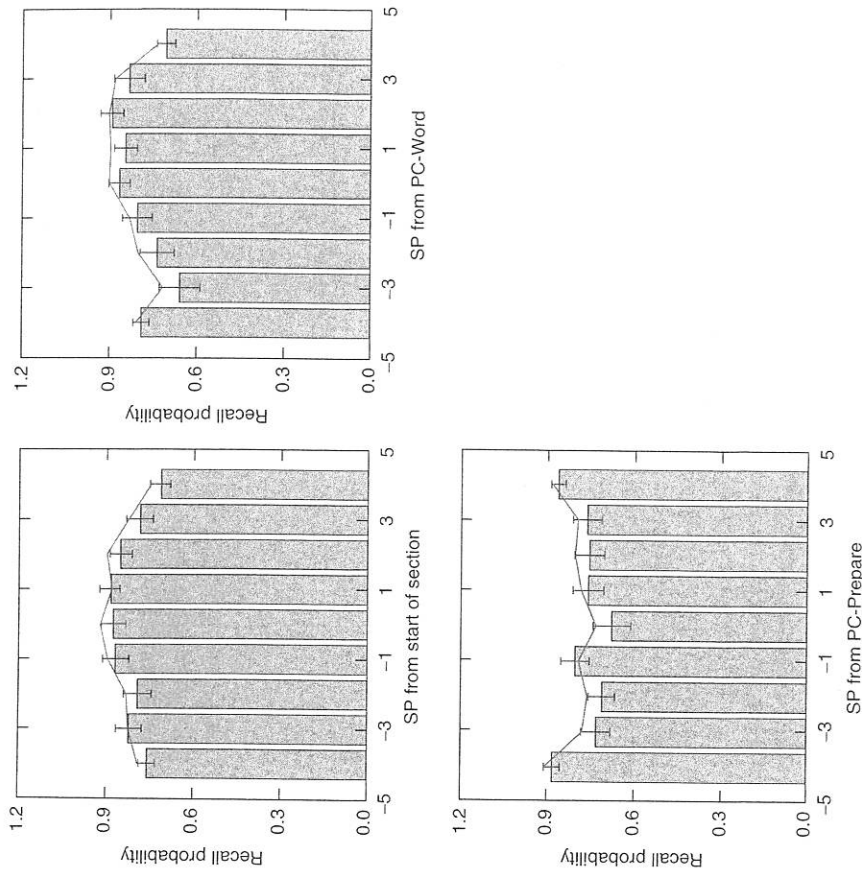 1.2
0.9
0.6
0.3
0.0
Recall probability
−5 −3 −1 1 3 5
SP from start of section
1.2
0.9
0.6
0.3
0.0
Recall probability
−5 −3 −1 1 3 5
SP from PC-Word
1.2
0.9
0.6
0.3
0.0
Recall probability
−5 −3 −1 1 3 5
SP from PC-Prepare